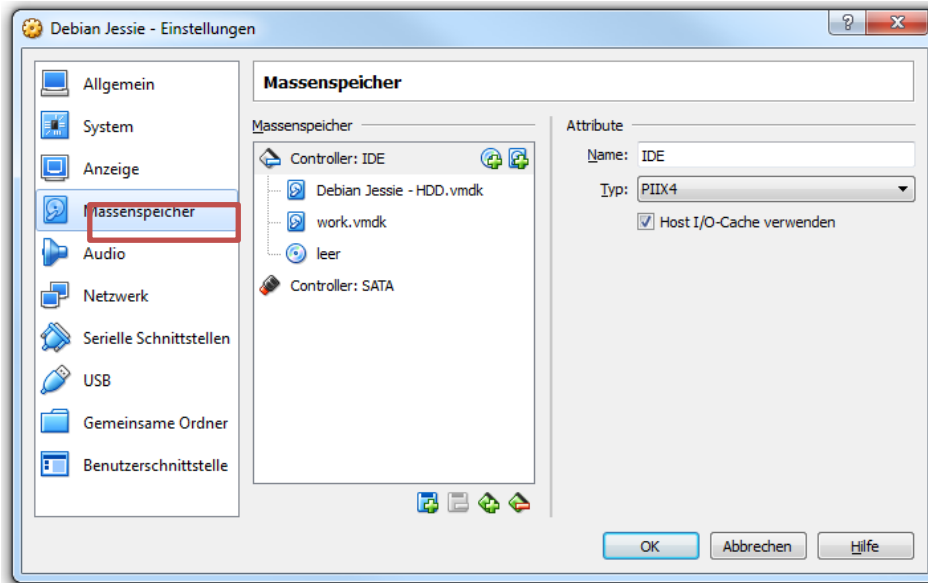 Debian Jessie - Einstellungen
?
Allgemein
System
Anzeige
Massenspeicher
Audio
Netzwerk
Serielle Schnittstellen
USB
Gemeinsame Ordner
Benutzerschnittstelle
Massenspeicher
Massenspeicher
Controller: IDE
Debian Jessie - HDD.vmdk
work.vmdk
leer
Controller: SATA
Attribute
Name: IDE
Typ: PIIX4
Host I/O-Cache verwenden
OK
Abbrechen
Hilfe